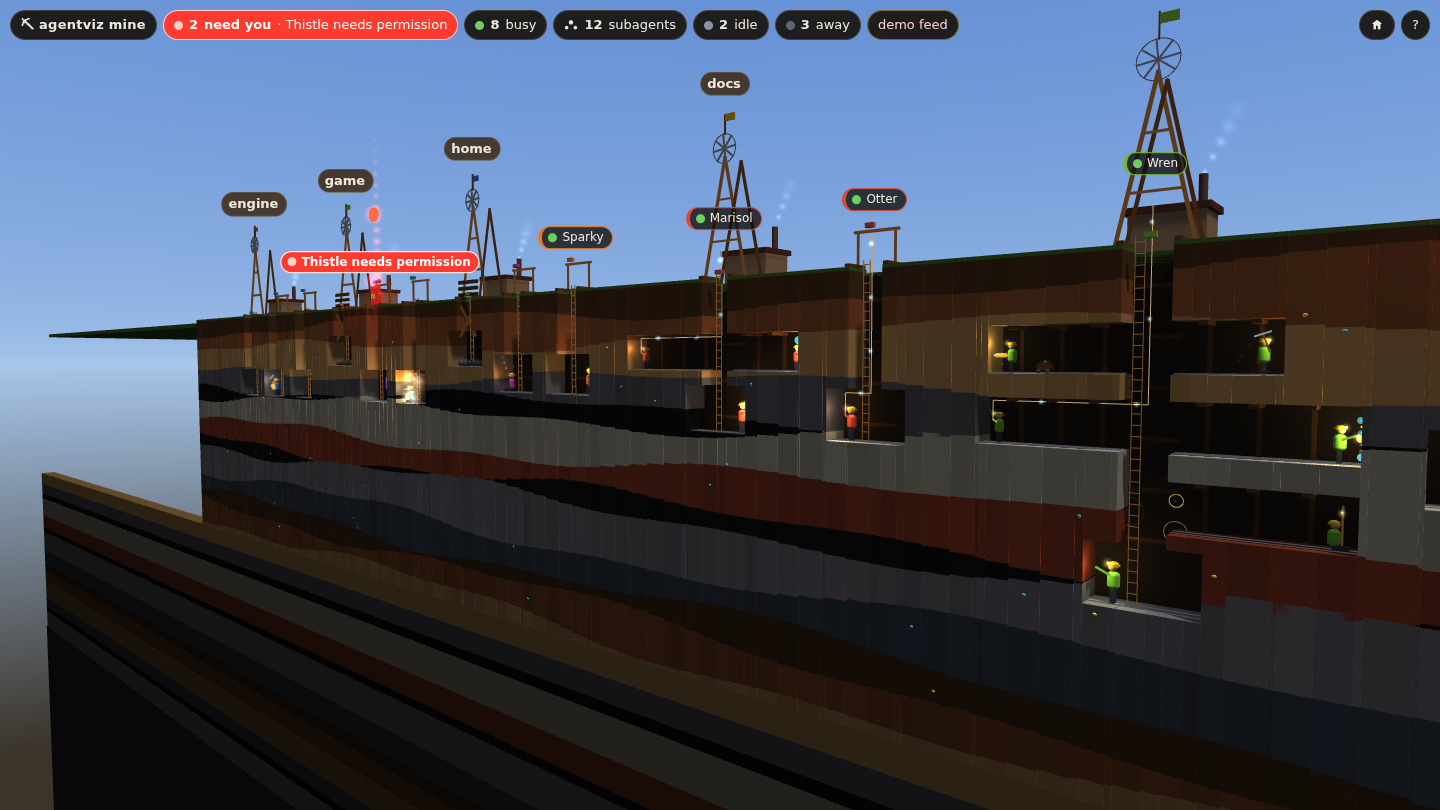 agentviz mine
2 need you · Thistle needs permission
8 busy
12 subagents
2 idle
3 away
demo feed
?
docs
home
game
engine
Wren
Otter
Marisol
Sparky
Thistle needs permission